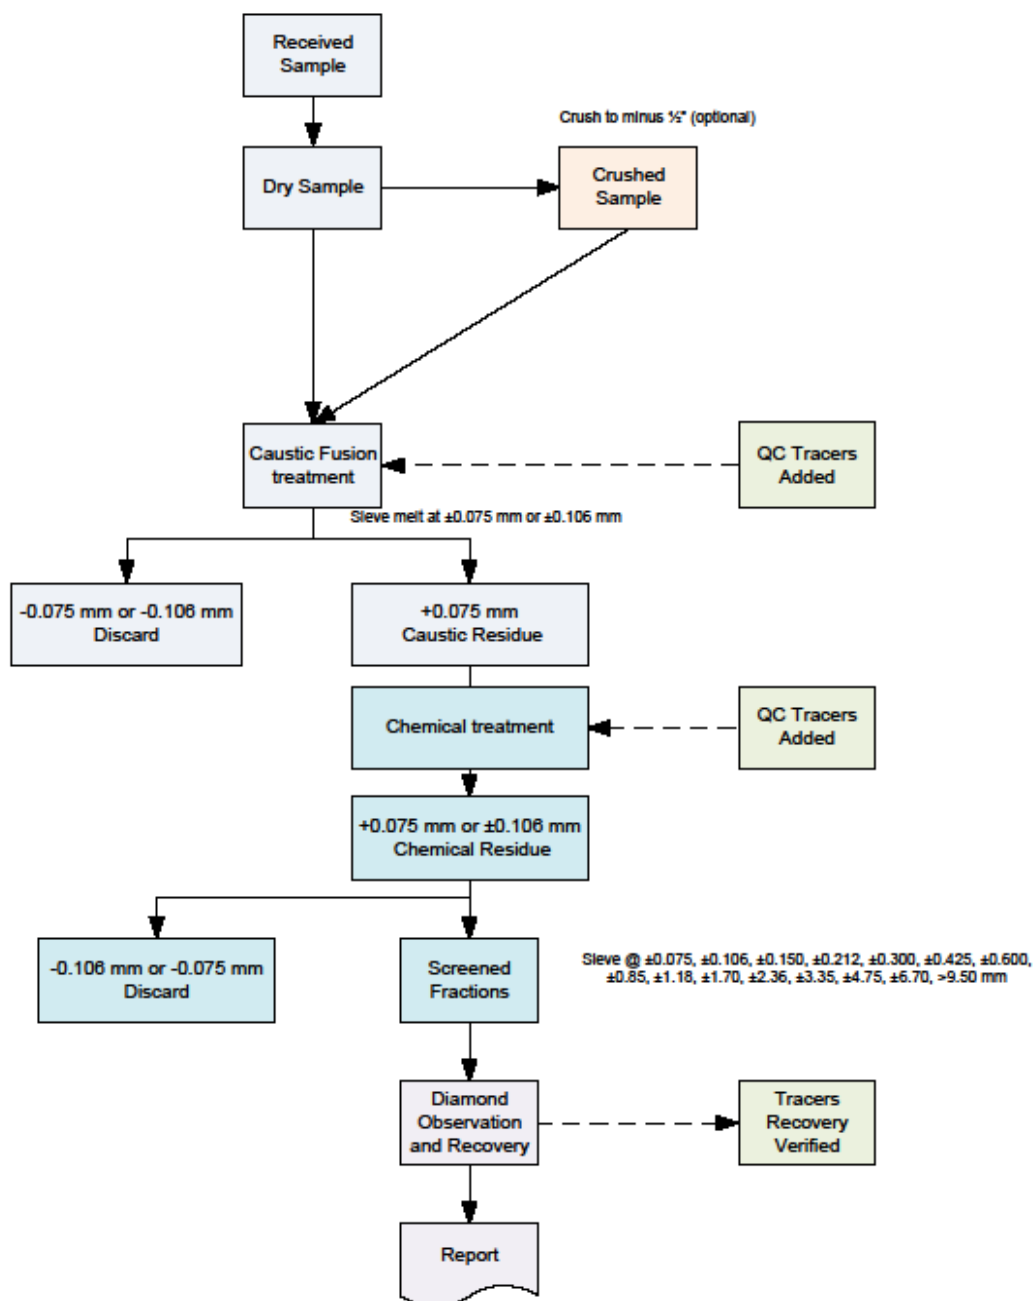 Received
Sample
Crush to minus ½" (optional)
Dry Sample
Crushed
Sample
Caustic Fusion
treatment
QC Tracers
Added
Sieve melt at ±0.075 mm or ±0.106 mm
-0.075 mm or -0.106 mm
Discard
+0.075 mm
Caustic Residue
Chemical treatment
QC Tracers
Added
+0.075 mm or ±0.106 mm
Chemical Residue
-0.106 mm or -0.075 mm
Discard
Screened
Fractions
Sieve @ ±0.075, ±0.106, ±0.150, ±0.212, ±0.300, ±0.425, ±0.600,
±0.85, ±1.18, ±1.70, ±2.36, ±3.35, ±4.75, ±6.70, >9.50 mm
Diamond
Observation
and Recovery
Tracers
Recovery
Verified
Report